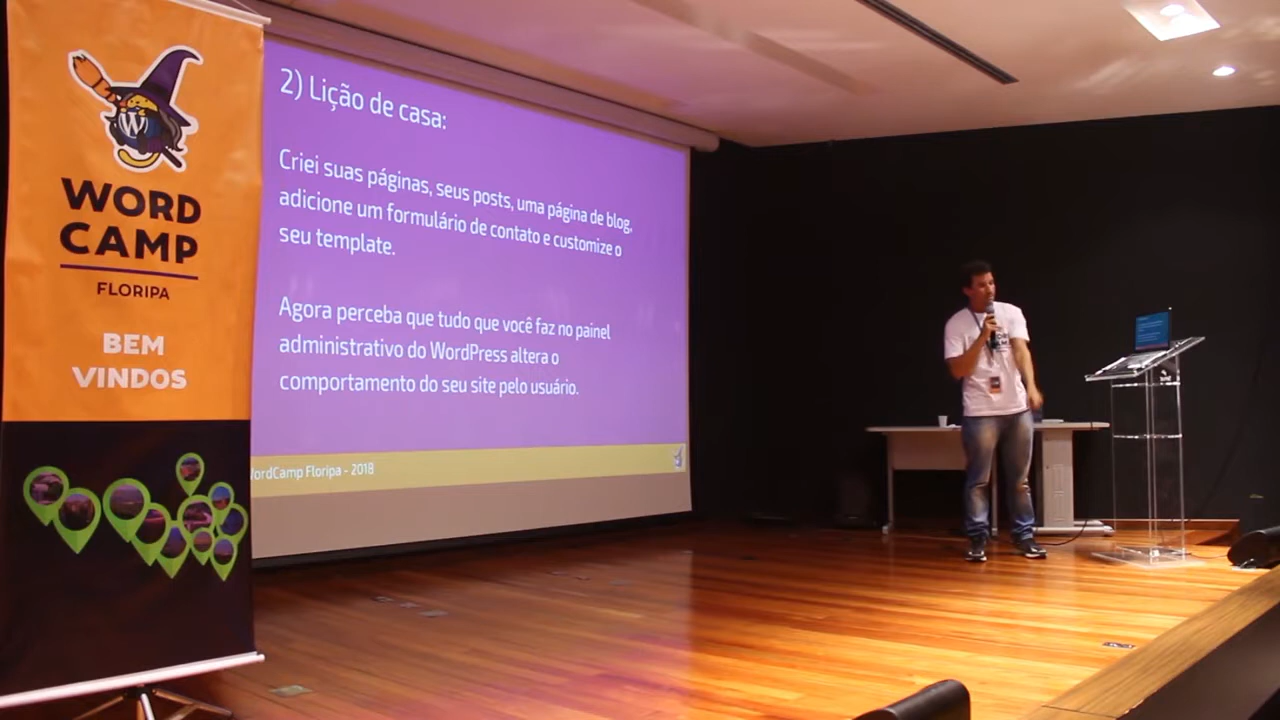 WORD
CAMP
FLORIPA
BEM
VINDOS
2) Lição de casa:
Criei suas páginas, seus posts, uma página de blog,
adicione um formulário de contato e customize o
seu template.
Agora perceba que tudo que você faz no painel
administrativo do WordPress altera o
comportamento do seu site pelo usuário.
WordCamp Floripa - 2018